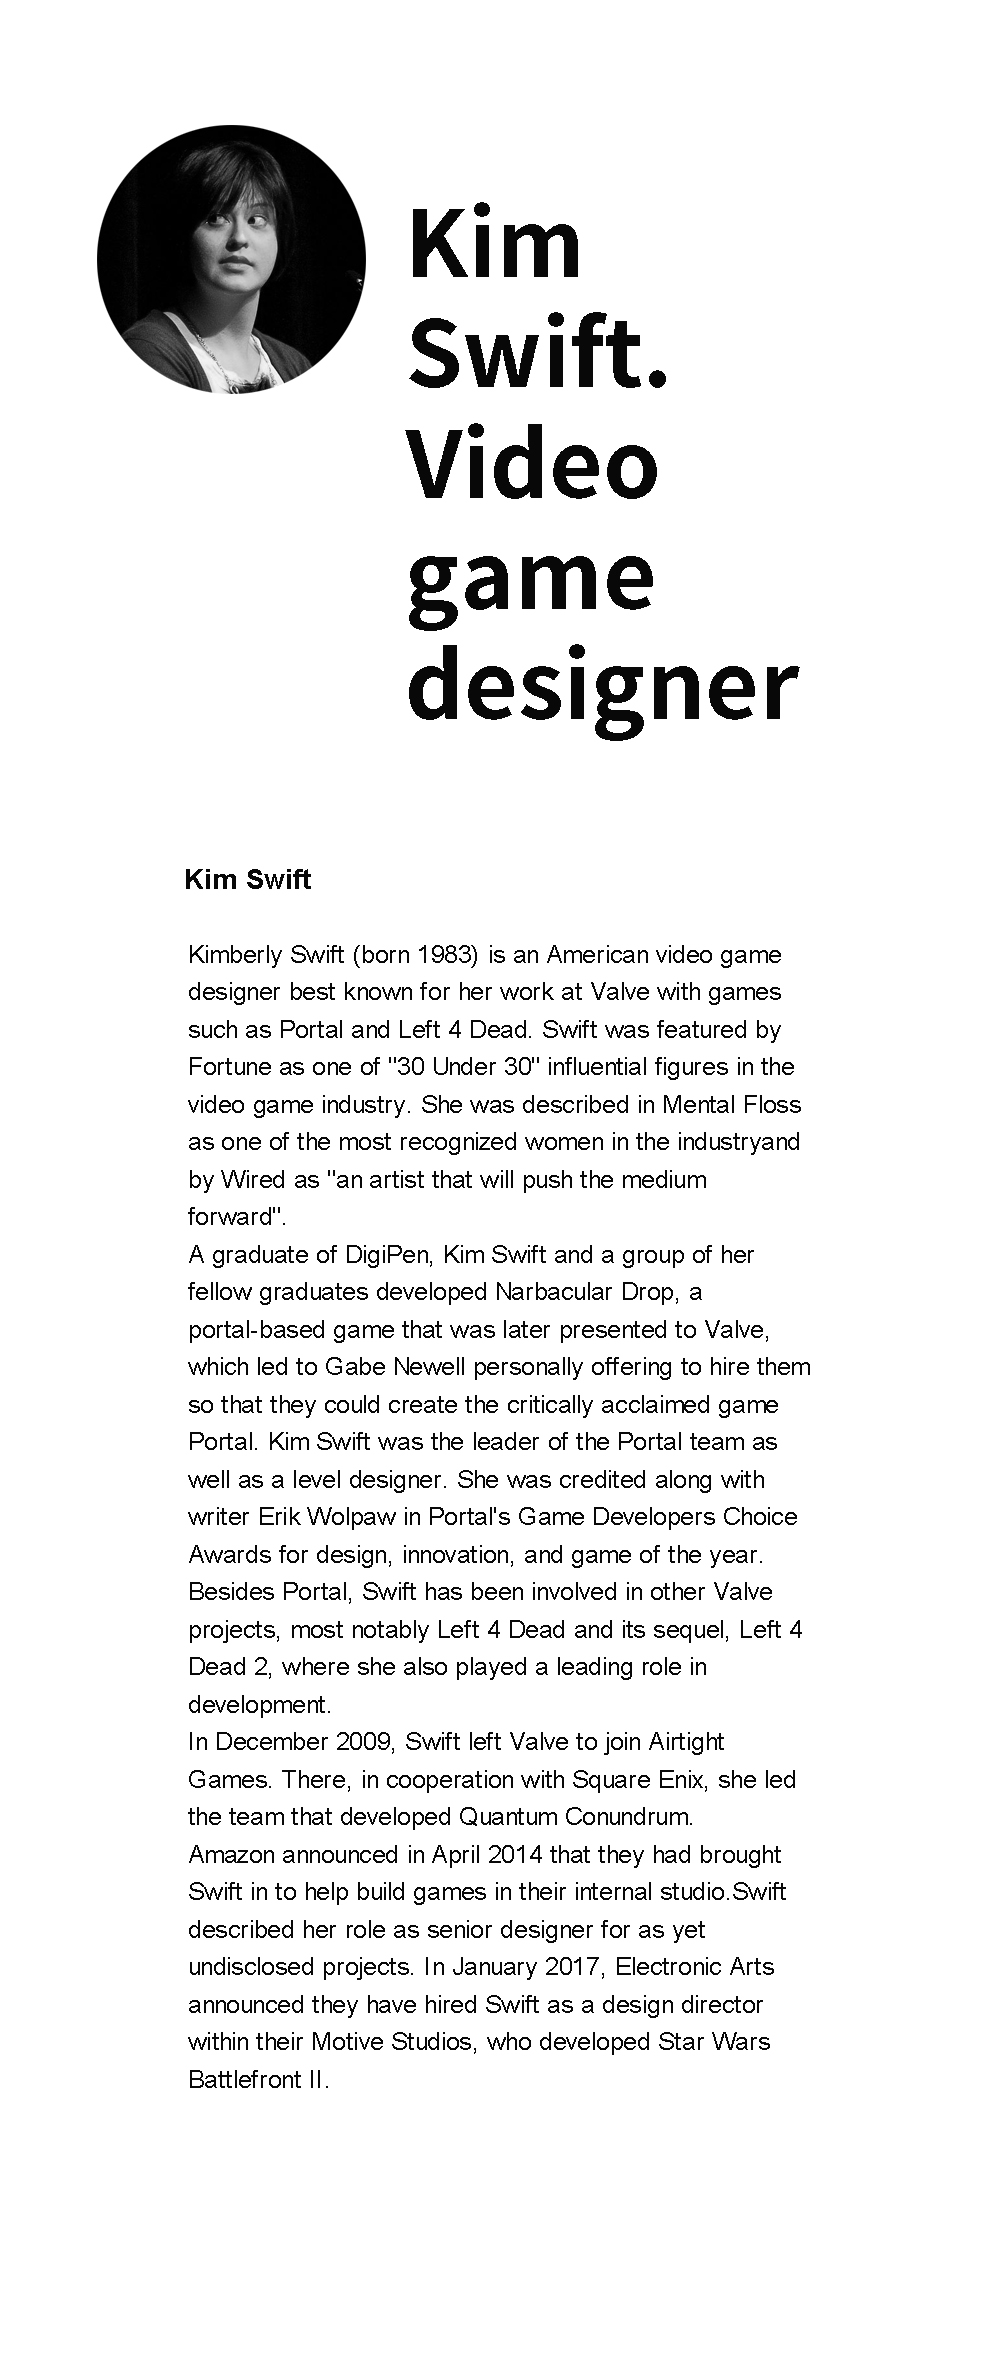 Kim
Swift.
Video
game
designer
Kim Swift
Kimberly Swift (born 1983) is an American video game
designer best known for her work at Valve with games
such as Portal and Left 4 Dead. Swift was featured by
Fortune as one of "30 Under 30" influential figures in the
video game industry. She was described in Mental Floss
as one of the most recognized women in the industryand
by Wired as "an artist that will push the medium
forward".
A graduate of DigiPen, Kim Swift and a group of her
fellow graduates developed Narbacular Drop, a
portal-based game that was later presented to Valve,
which led to Gabe Newell personally offering to hire them
so that they could create the critically acclaimed game
Portal. Kim Swift was the leader of the Portal team as
well as a level designer. She was credited along with
writer Erik Wolpaw in Portal's Game Developers Choice
Awards for design, innovation, and game of the year.
Besides Portal, Swift has been involved in other Valve
projects, most notably Left 4 Dead and its sequel, Left 4
Dead 2, where she also played a leading role in
development.
In December 2009, Swift left Valve to join Airtight
Games. There, in cooperation with Square Enix, she led
the team that developed Quantum Conundrum.
Amazon announced in April 2014 that they had brought
Swift in to help build games in their internal studio.Swift
described her role as senior designer for as yet
undisclosed projects. In January 2017, Electronic Arts
announced they have hired Swift as a design director
within their Motive Studios, who developed Star Wars
Battlefront II.